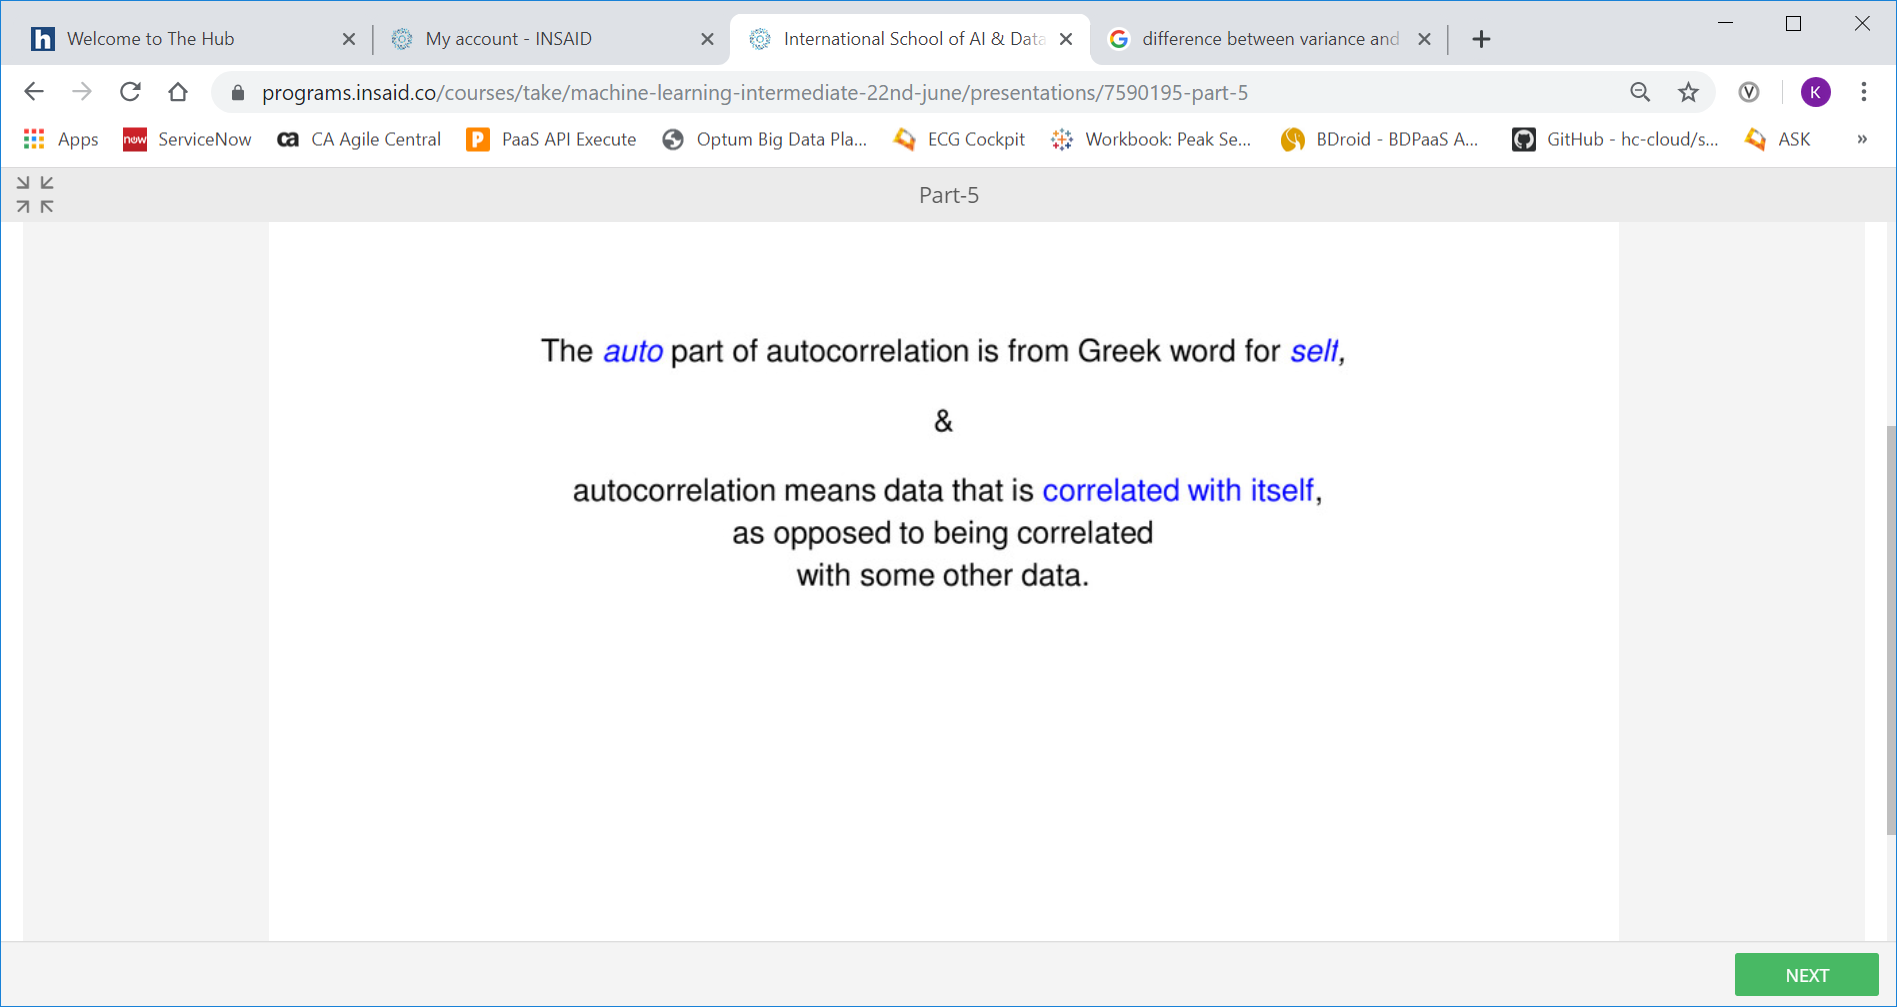 Welcome to The Hub
My account - INSAID
International School of AI & Data
difference between variance and
programs.insaid.co/courses/take/machine-learning-intermediate-22nd-june/presentations/7590195-part-5
V
K
Apps
now
ServiceNow
ca
CA Agile Central
P
PaaS API Execute
Optum Big Data Pla...
ECG Cockpit
Workbook: Peak Se...
BDroid - BDPaaS A...
GitHub - hc-cloud/s...
ASK
»
Part-5
The auto part of autocorrelation is from Greek word for self,
&
autocorrelation means data that is correlated with itself,
as opposed to being correlated
with some other data.
NEXT